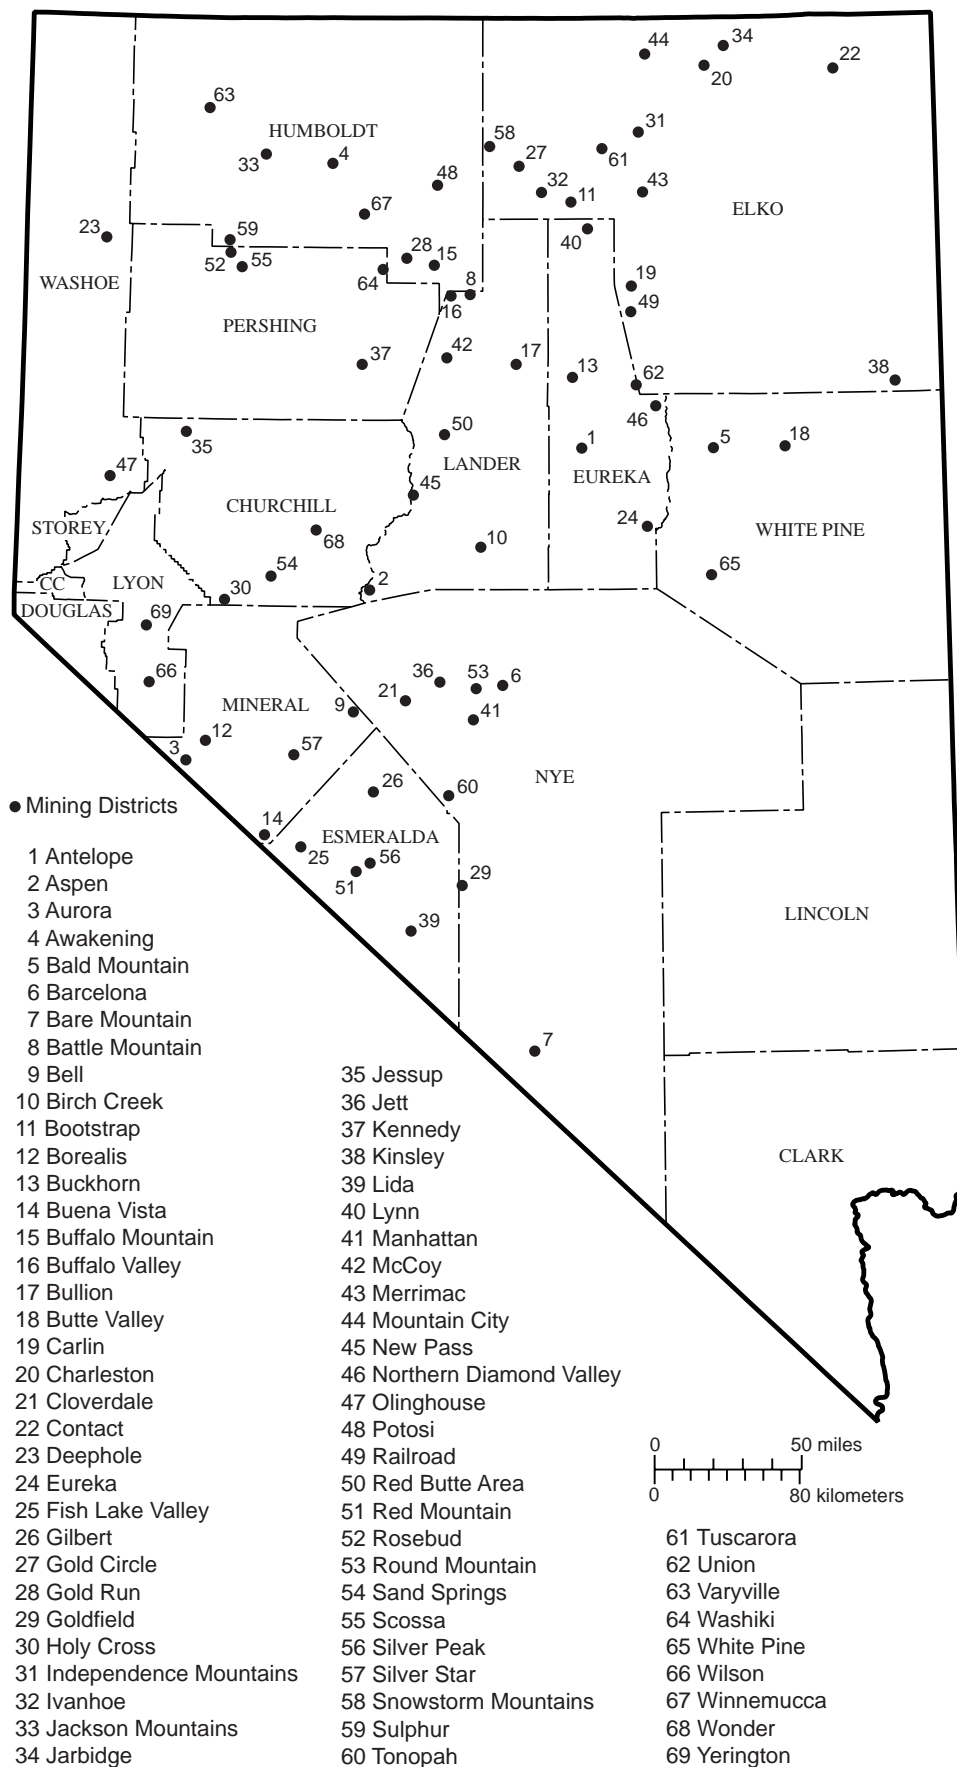 44
34
20
22
63
HUMBOLDT
33
4
58
27
31
61
48
32
11
43
ELKO
67
23
59
40
52
55
28
15
64
WASHOE
8
16
19
49
PERSHING
42
37
17
13
62
38
46
35
50
LANDER
1
EUREKA
5
18
47
45
CHURCHILL
STOREY
68
24
WHITE PINE
10
54
65
CC
LYON
30
2
DOUGLAS
69
66
36
53
6
21
MINERAL
9
41
12
3
57
NYE
26
60
Mining Districts
14
ESMERALDA
25
56
51
29
39
LINCOLN
7
CLARK
1 Antelope
2 Aspen
3 Aurora
4 Awakening
5 Bald Mountain
6 Barcelona
7 Bare Mountain
8 Battle Mountain
9 Bell
10 Birch Creek
11 Bootstrap
12 Borealis
13 Buckhorn
14 Buena Vista
15 Buffalo Mountain
16 Buffalo Valley
17 Bullion
18 Butte Valley
19 Carlin
20 Charleston
21 Cloverdale
22 Contact
23 Deephole
24 Eureka
25 Fish Lake Valley
26 Gilbert
27 Gold Circle
28 Gold Run
29 Goldfield
30 Holy Cross
31 Independence Mountains
32 Ivanhoe
33 Jackson Mountains
34 Jarbidge
35 Jessup
36 Jett
37 Kennedy
38 Kinsley
39 Lida
40 Lynn
41 Manhattan
42 McCoy
43 Merrimac
44 Mountain City
45 New Pass
46 Northern Diamond Valley
47 Olinghouse
48 Potosi
49 Railroad
50 Red Butte Area
51 Red Mountain
52 Rosebud
53 Round Mountain
54 Sand Springs
55 Scossa
56 Silver Peak
57 Silver Star
58 Snowstorm Mountains
59 Sulphur
60 Tonopah
0 50 miles
0 80 kilometers
61 Tuscarora
62 Union
63 Varyville
64 Washiki
65 White Pine
66 Wilson
67 Winnemucca
68 Wonder
69 Yerington